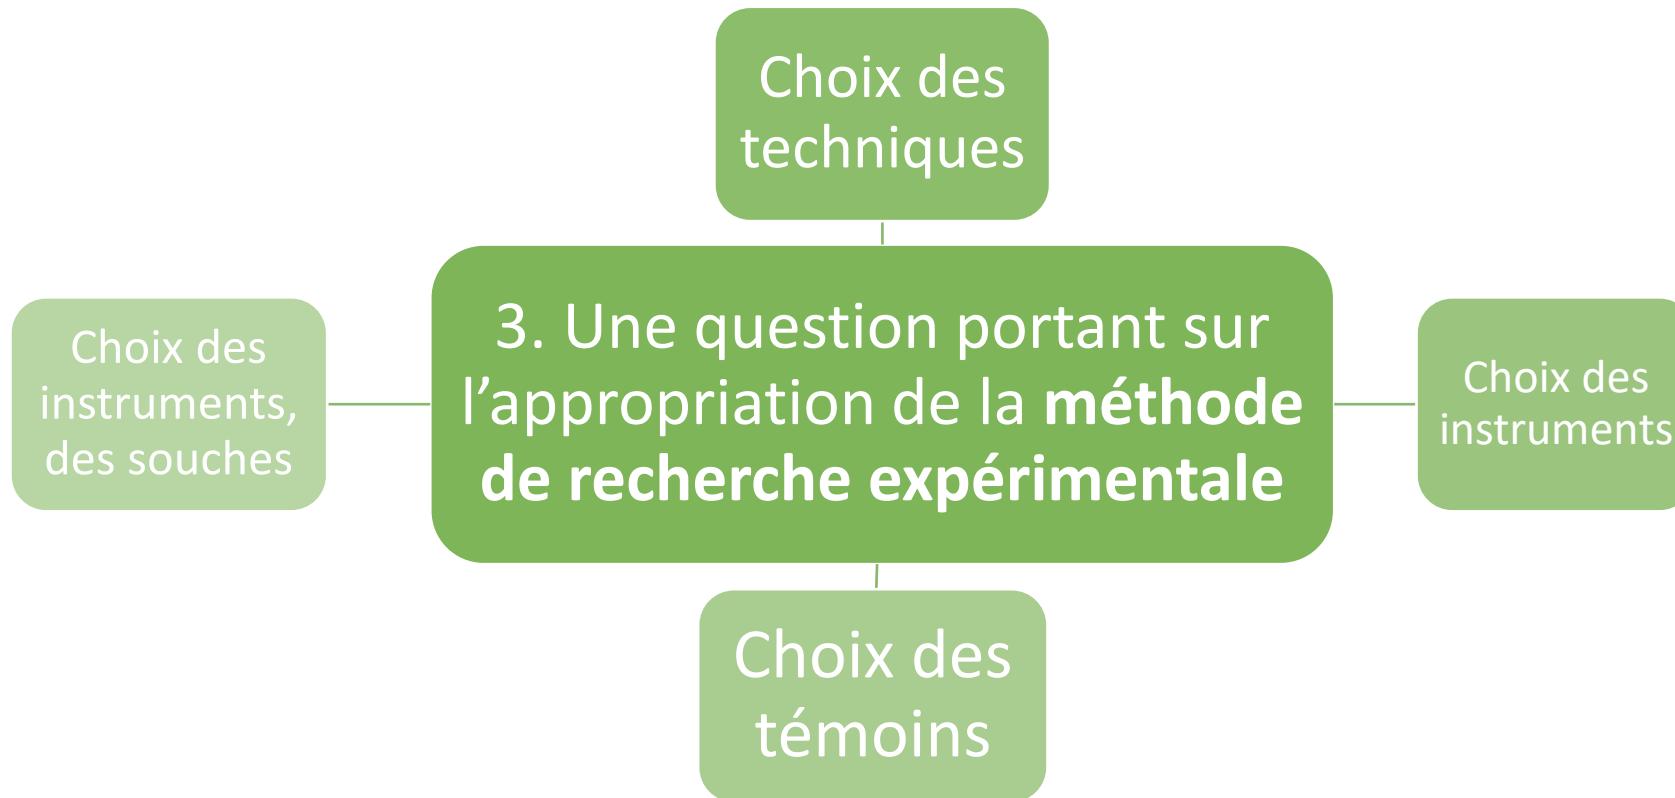 Choix des
techniques
3. Une question portant sur
l’appropriation de la méthode
de recherche expérimentale
Choix des
instruments,
des souches
Choix des
instruments
Choix des
témoins